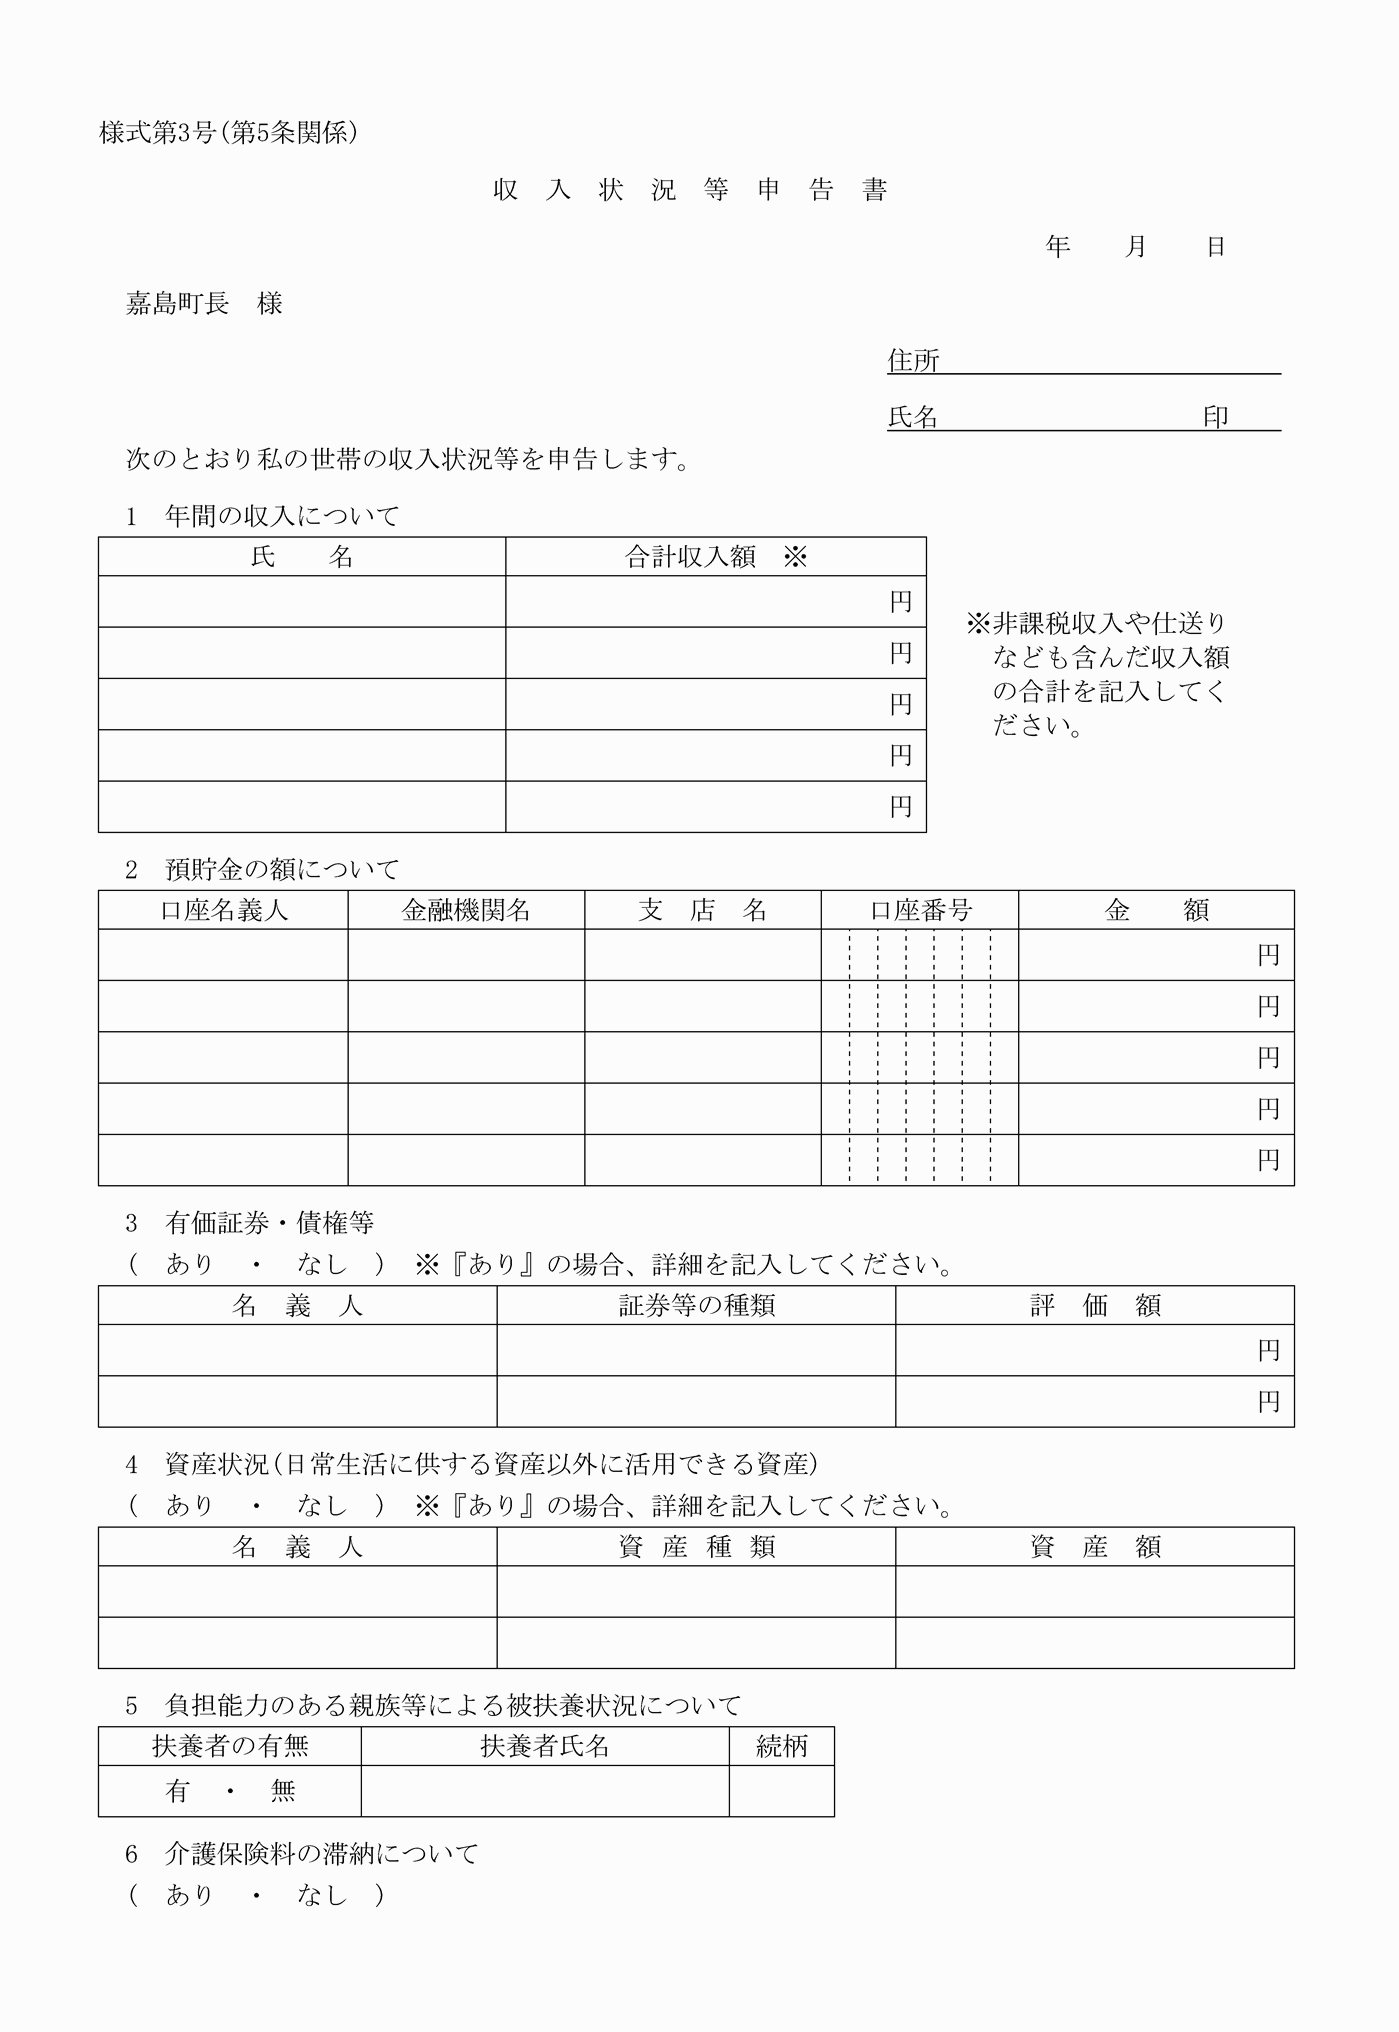 様式第3号(第5条関係)
収入状況等申告書
年　月　日
嘉島町長　様
住所
氏名　印
次のとおり私の世帯の収入状況等を申告します。
1　年間の収入について
氏　名　合計収入額　※
円
円
円
円
円
※非課税収入や仕送り
なども含んだ収入額
の合計を記入してく
ださい。
2　預貯金の額について
口座名義人　金融機関名　支店名　口座番号　金　額
円
円
円
円
円
3　有価証券・債権等
(　あり　・　なし　)　※『あり』の場合、詳細を記入してください。
名義人　証券等の種類　評価額
円
円
4　資産状況(日常生活に供する資産以外に活用できる資産)
(　あり　・　なし　)　※『あり』の場合、詳細を記入してください。
名義人　資産種類　資産額
5　負担能力のある親族等による被扶養状況について
扶養者の有無　扶養者氏名　続柄
有　・　無
6　介護保険料の滞納について
(　あり　・　なし　)